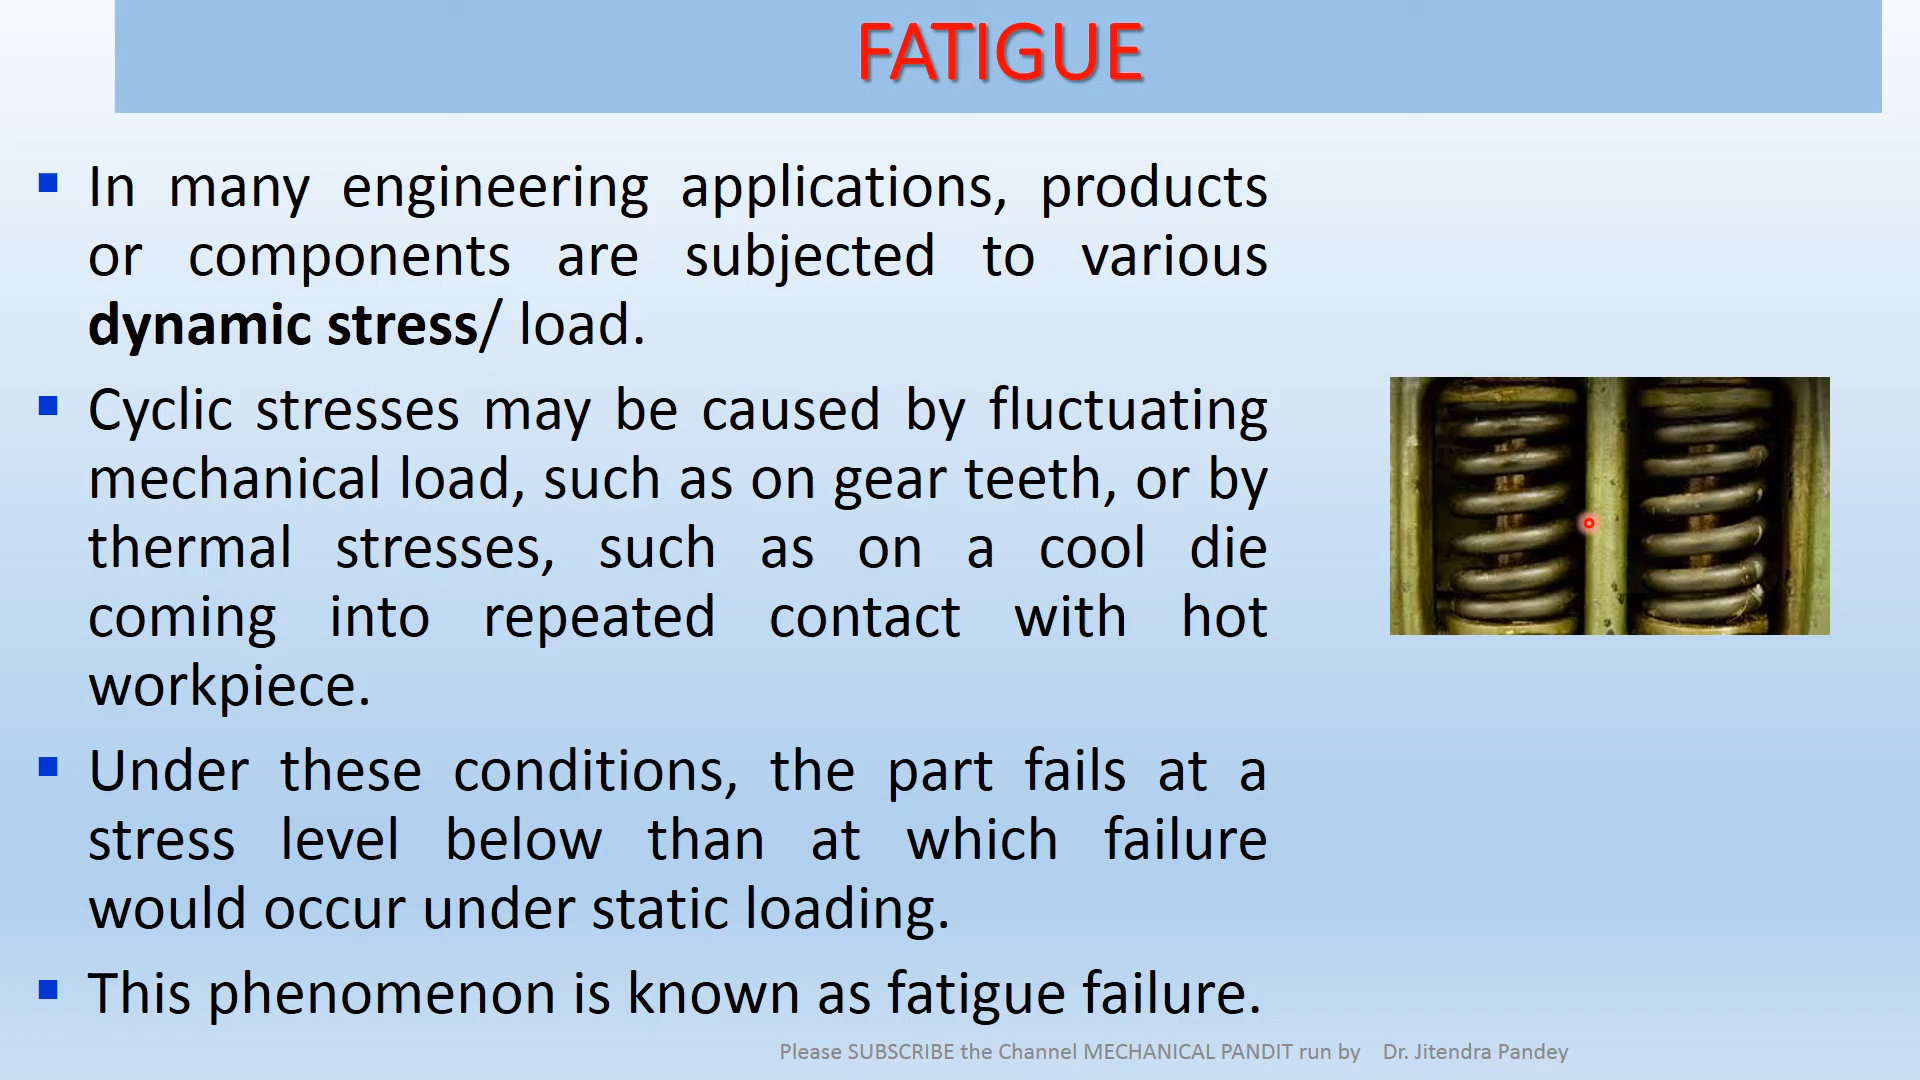 FATIGUE
In many engineering applications, products
or components are subjected to various
dynamic stress/ load.
Cyclic stresses may be caused by fluctuating
mechanical load, such as on gear teeth, or by
thermal stresses, such as on a cool die
coming into repeated contact with hot
workpiece.
Under these conditions, the part fails at a
stress level below than at which failure
would occur under static loading.
This phenomenon is known as fatigue failure.
Please SUBSCRIBE the Channel MECHANICAL PANDIT run by Dr. Jitendra Pandey